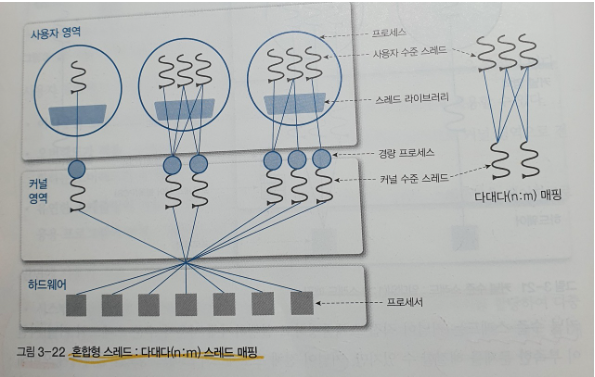 사용자 영역
프로세스
사용자 수준 스레드
스레드 라이브러리
경량 프로세스
커널
영역
커널 수준 스레드
다대다(n:m) 매핑
하드웨어
프로세서
그림 3-22 혼합형 스레드 : 다대다(n:m) 스레드 매핑